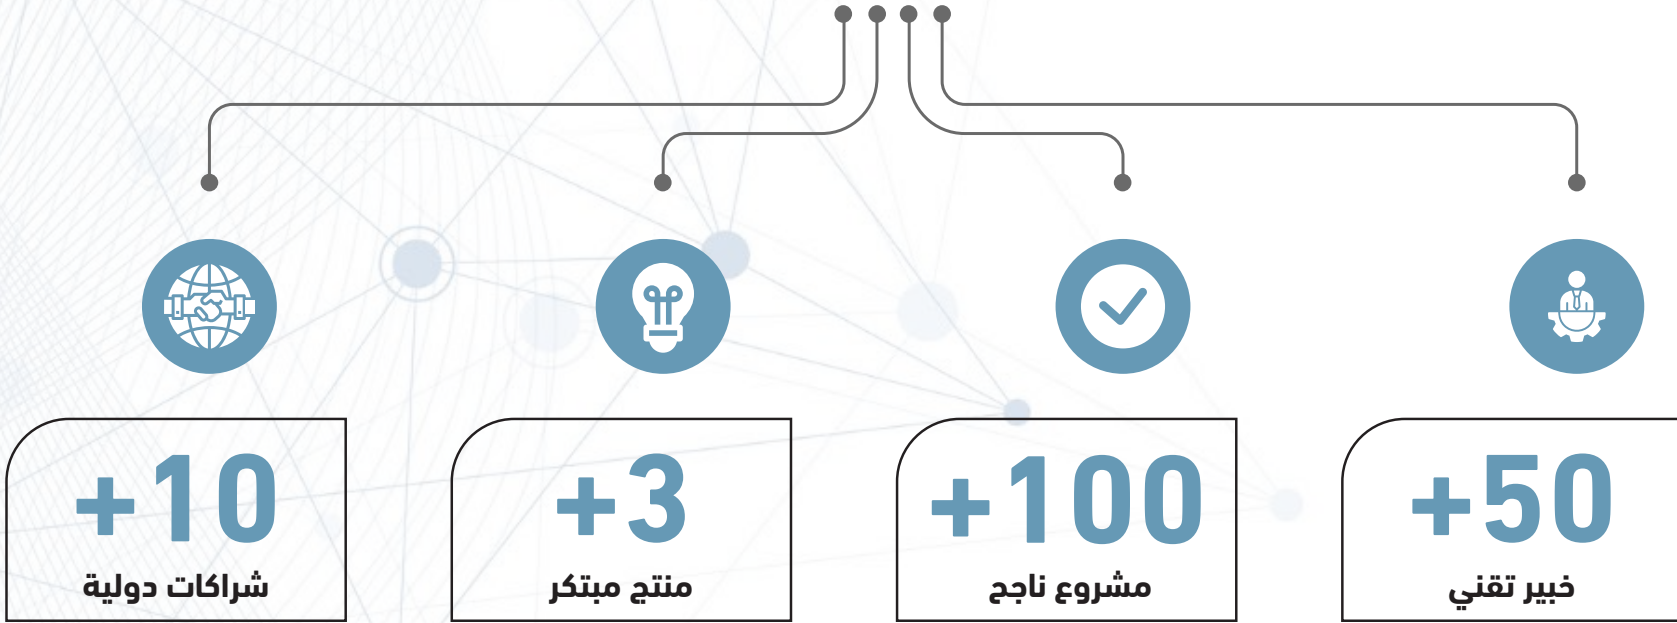 +50
خبير تقني
+100
مشروع ناجح
+3
منتج مبتكر
+10
شراكات دولية